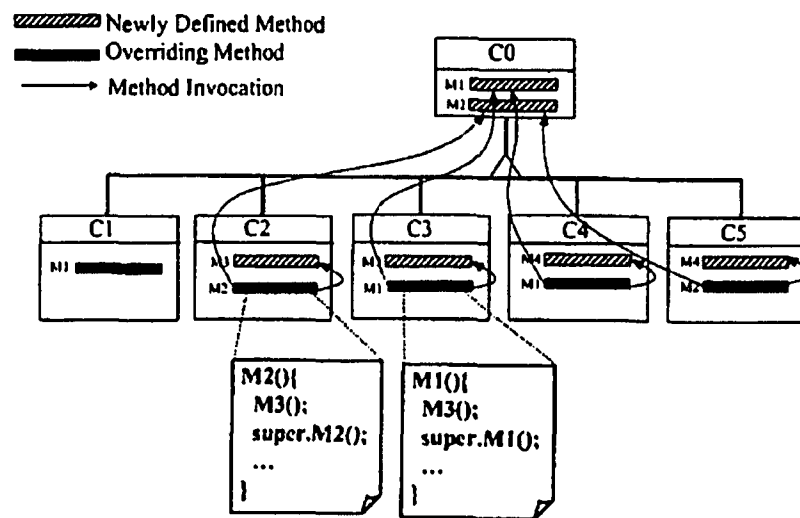 Newly Defined Method
Overriding Method
Method Invocation
C0
M1
M2
C1
C2
C3
C4
C5
M1
M3
M2
M3
M1
M4
M1
M4
M2
M2(){
M3();
super.M2();
...
}
M1(){
M3();
super.M1();
...
}